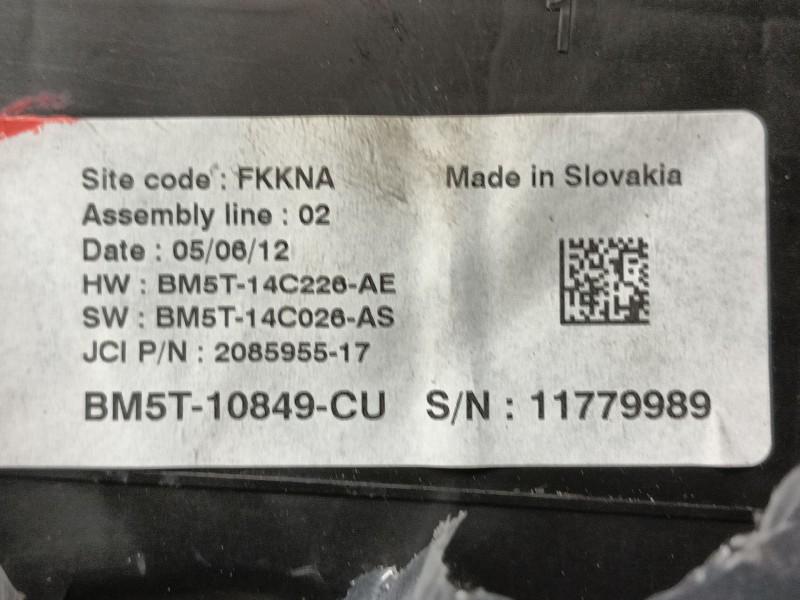 Site code : FKKNA
Made in Slovakia
Assembly line : 02
Date : 05/06/12
HW : BM5T-14C226-AE
SW : BM5T-14C026-AS
JCI P/N : 2085955-17
BM5T-10849-CU S/N : 11779989